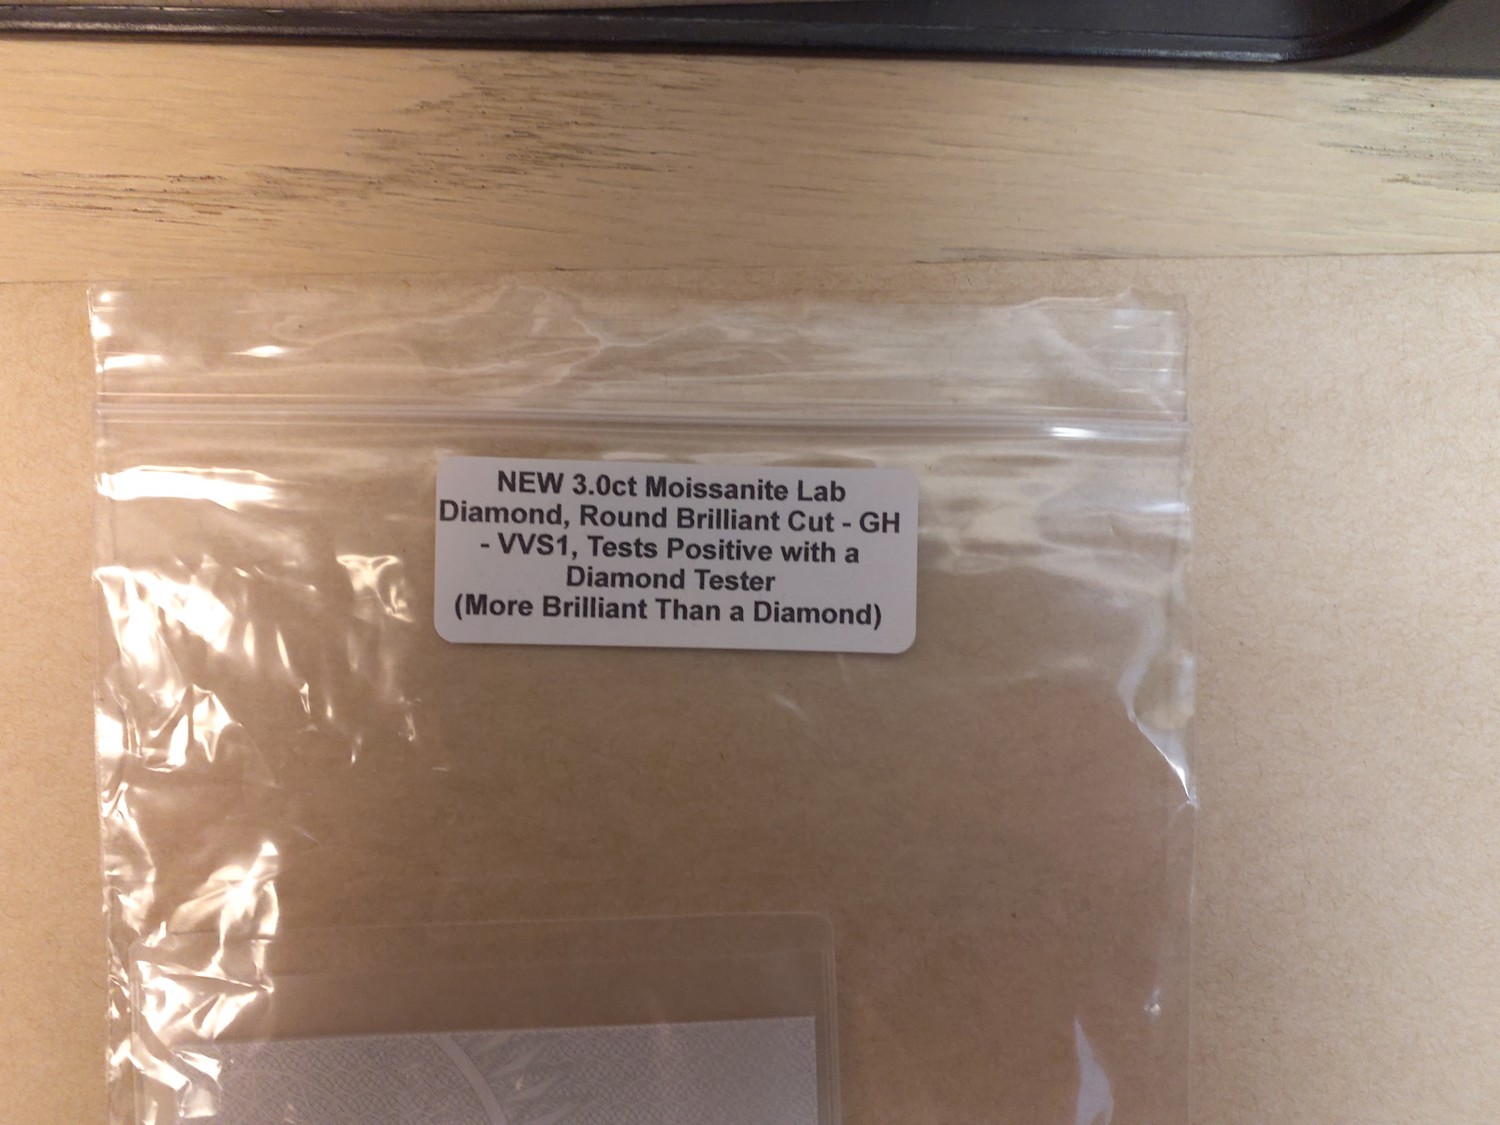 NEW 3.0ct Moissanite Lab
Diamond, Round Brilliant Cut - GH
- VVS1, Tests Positive with a
Diamond Tester
(More Brilliant Than a Diamond)